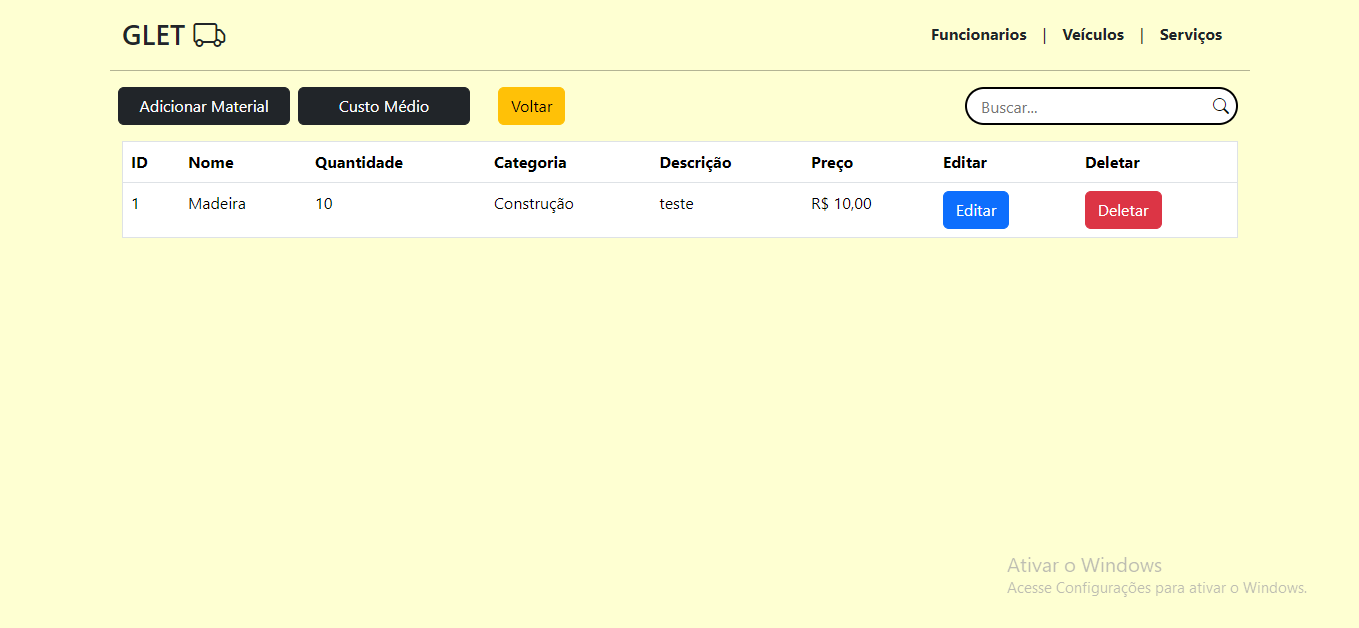 GLET
Funcionarios | Veículos | Serviços
Adicionar Material Custo Médio Voltar Buscar...
ID Nome Quantidade Categoria Descrição Preço Editar Deletar
1 Madeira 10 Construção teste R$ 10,00 Editar Deletar
Ativar o Windows
Acesse Configurações para ativar o Windows.